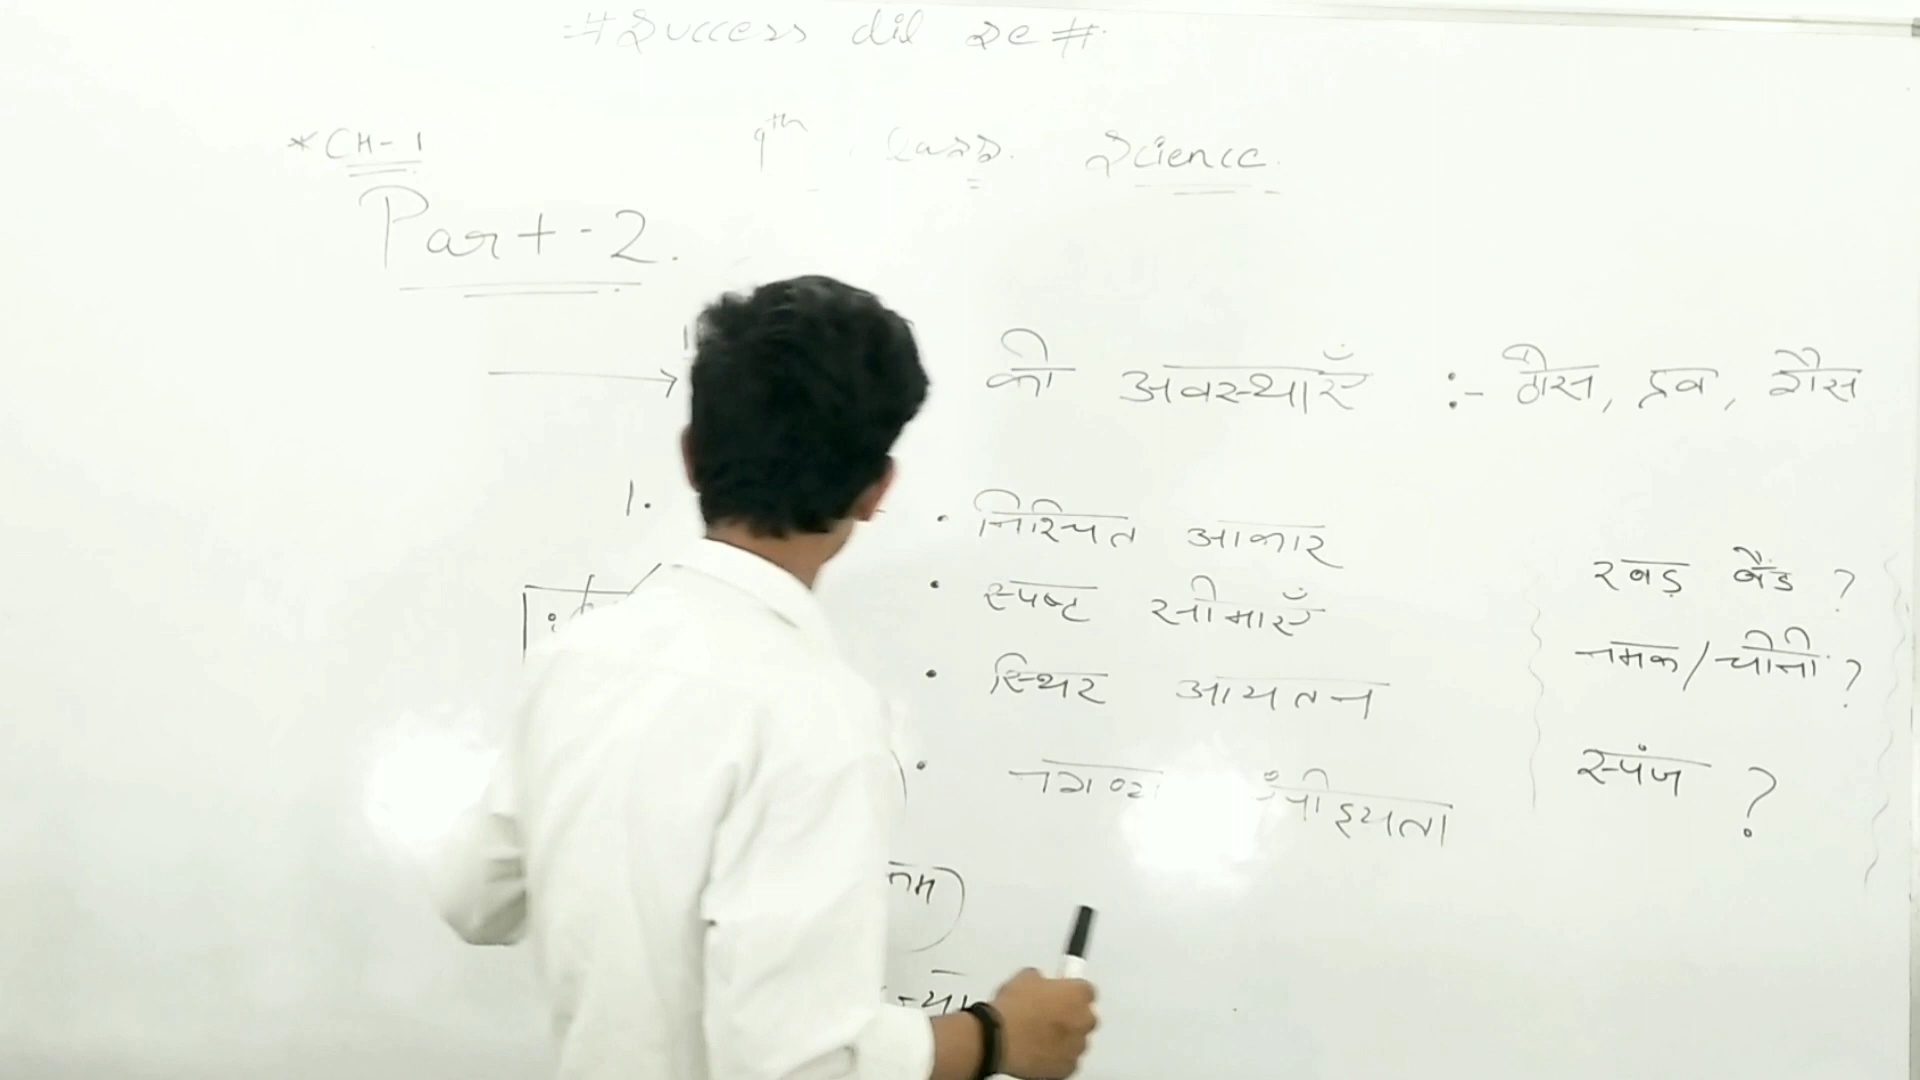 #Success dil se#
*CH-1 9th Class Science
Part-2.
की अवस्थाएँ :- ठोस, द्रव, गैस
1.
• निश्चित आकार
• स्पष्ट सीमाएँ
• स्थिर आयतन
• नगण्य
रबड़ बैंड ?
नमक/चीनी ?
स्पंज ?